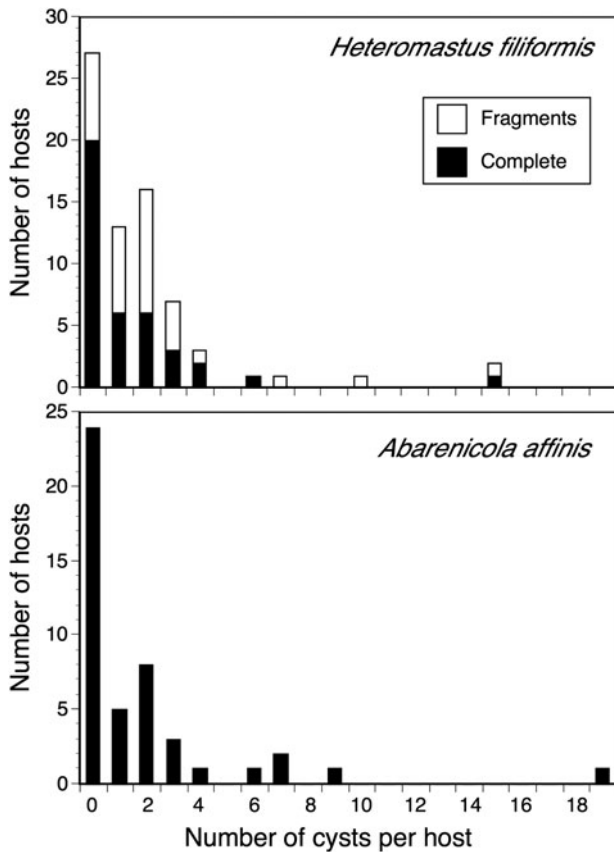 30
25
20
15
10
5
0
Number of hosts
Heteromastus filiformis
Fragments
Complete
25
20
15
10
5
0
Number of hosts
Abarenicola affinis
0 2 4 6 8 10 12 14 16 18
Number of cysts per host